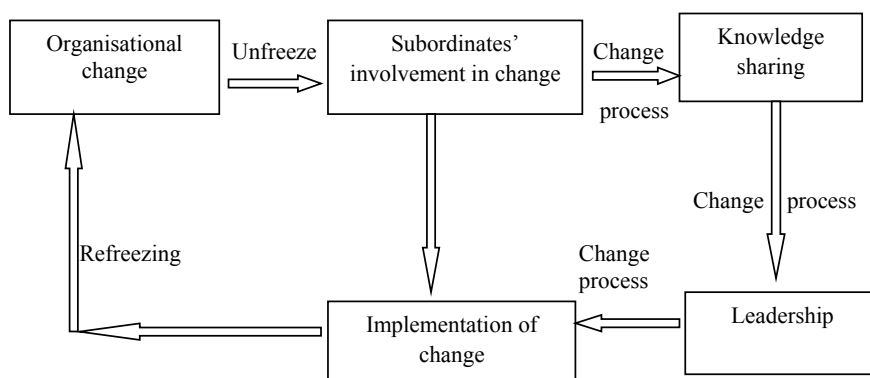 Organisational
change
Unfreeze
Subordinates’
involvement in change
Change
process
Knowledge
sharing
Change process
Refreezing
Change
process
Implementation of
change
Leadership